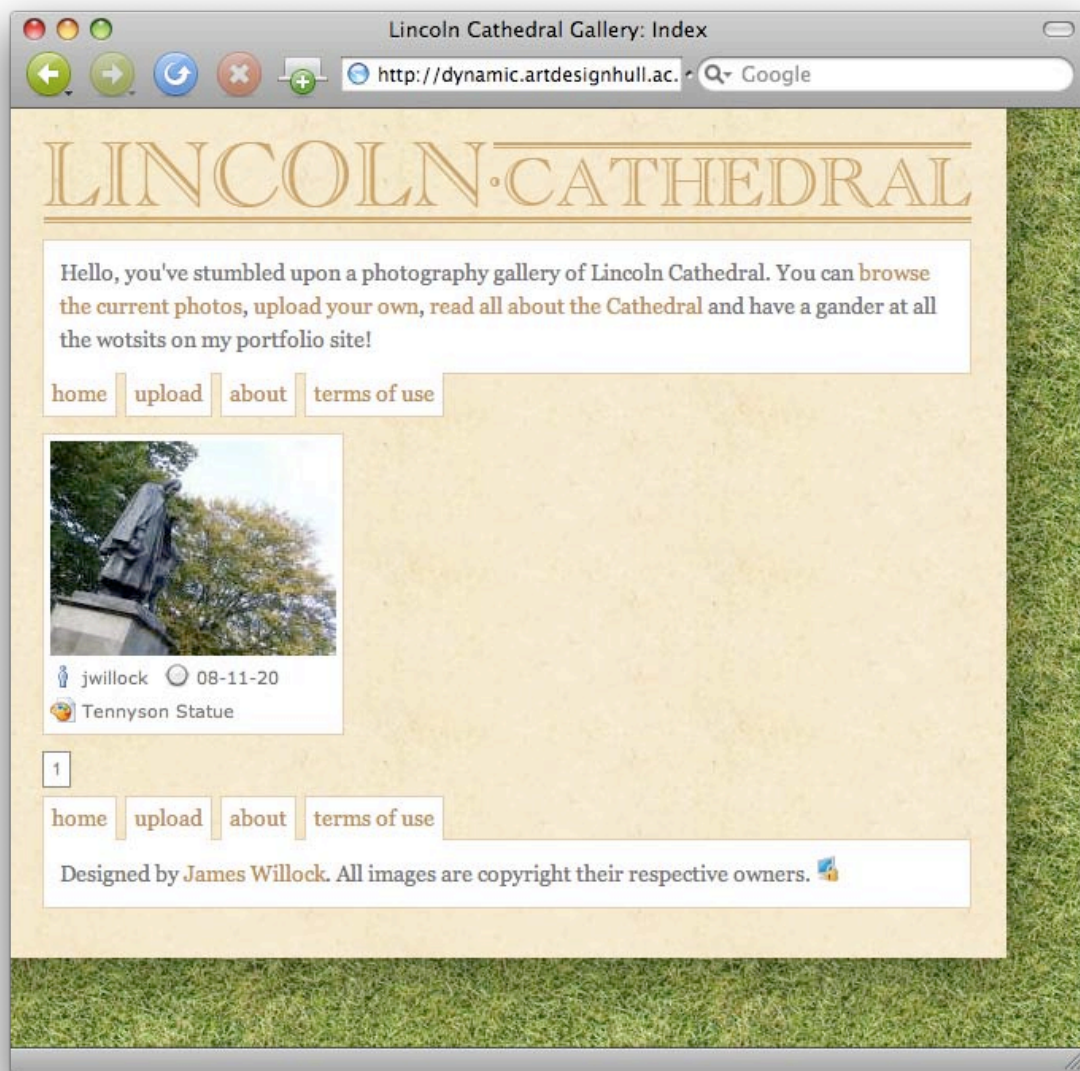 Lincoln Cathedral Gallery: Index
http://dynamic.artdesignhull.ac.
Google
LINCOLN·CATHEDRAL
Hello, you've stumbled upon a photography gallery of Lincoln Cathedral. You can browse
the current photos, upload your own, read all about the Cathedral and have a gander at all
the wotsits on my portfolio site!
home upload about terms of use
jwillock 08-11-20
Tennyson Statue
1
home upload about terms of use
Designed by James Willock. All images are copyright their respective owners.